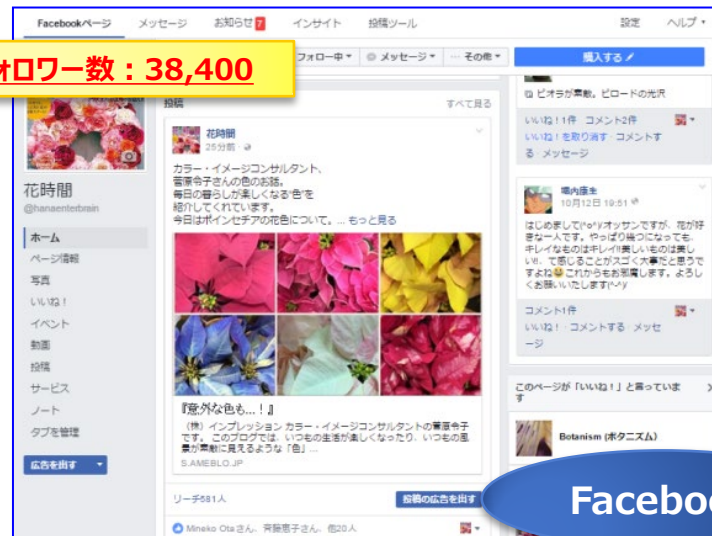 Facebookページ メッセージ お知らせ 7 インサイト 投稿ツール 設定 ヘルプ
ォロワー数：38,400
フォロー中 メッセージ … その他 購入する
投稿 すべて見る
花時間
25分前
カラー・イメージコンサルタント、
菅原令子さんの色のお話。
毎日の暮らしが楽しくなる"色"を
紹介してくれています。
今日はポインセチアの花色について。... もっと見る
『意外な色も...！』
（株）インプレッション カラー・イメージコンサルタントの菅原令子
です。 このブログでは、いつもの生活が楽しくなったり、いつもの風
景が素敵に見えるような「色」...
S.AMEBLO.JP
リーチ581人 投稿の広告を出す
Mineko Otaさん、斉藤恵子さん、他20人
花時間
@hanaenterbrain
ホーム
ページ情報
写真
いいね！
イベント
動画
投稿
サービス
ノート
タブを管理
広告を出す
ビオラが素敵。ビロードの光沢
いいね！1件 コメント2件
いいね！を取り消す · コメントす
る · メッセージ
堀内康生
10月12日 19:51
はじめまして(^o^)/オッサンですが、花が好
きな一人です。やっぱり幾つになっても、
キレイなものはキレイ!!美しいものは美し
い!!、て感じることがスゴく大事だと思うで
すよね これからもお邪魔します。よろし
くお願いいたします(^-^)/
コメント1件
いいね！ · コメントする · メッセ
ージ
このページが「いいね！」と言っていま
す
Botanism (ボタニズム)
Faceboo